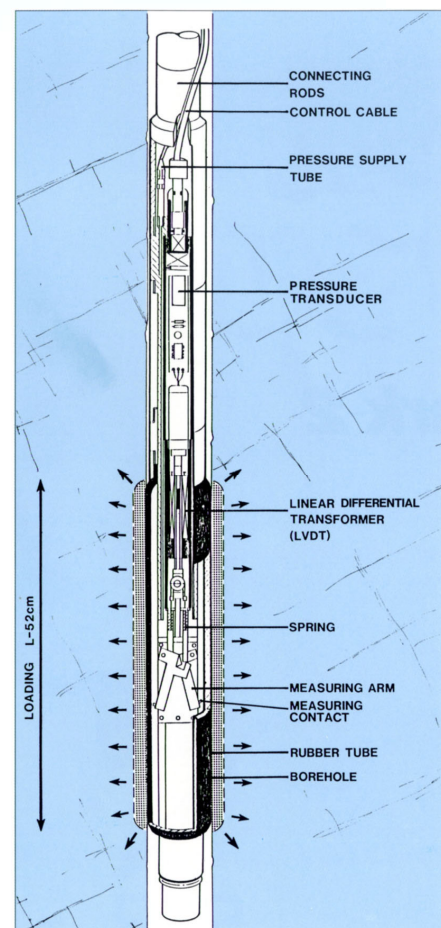 CONNECTING
RODS
CONTROL CABLE
PRESSURE SUPPLY
TUBE
PRESSURE
TRANSDUCER
LINEAR DIFFERENTIAL
TRANSFORMER
(LVDT)
SPRING
MEASURING ARM
MEASURING
CONTACT
RUBBER TUBE
BOREHOLE
LOADING L-52cm